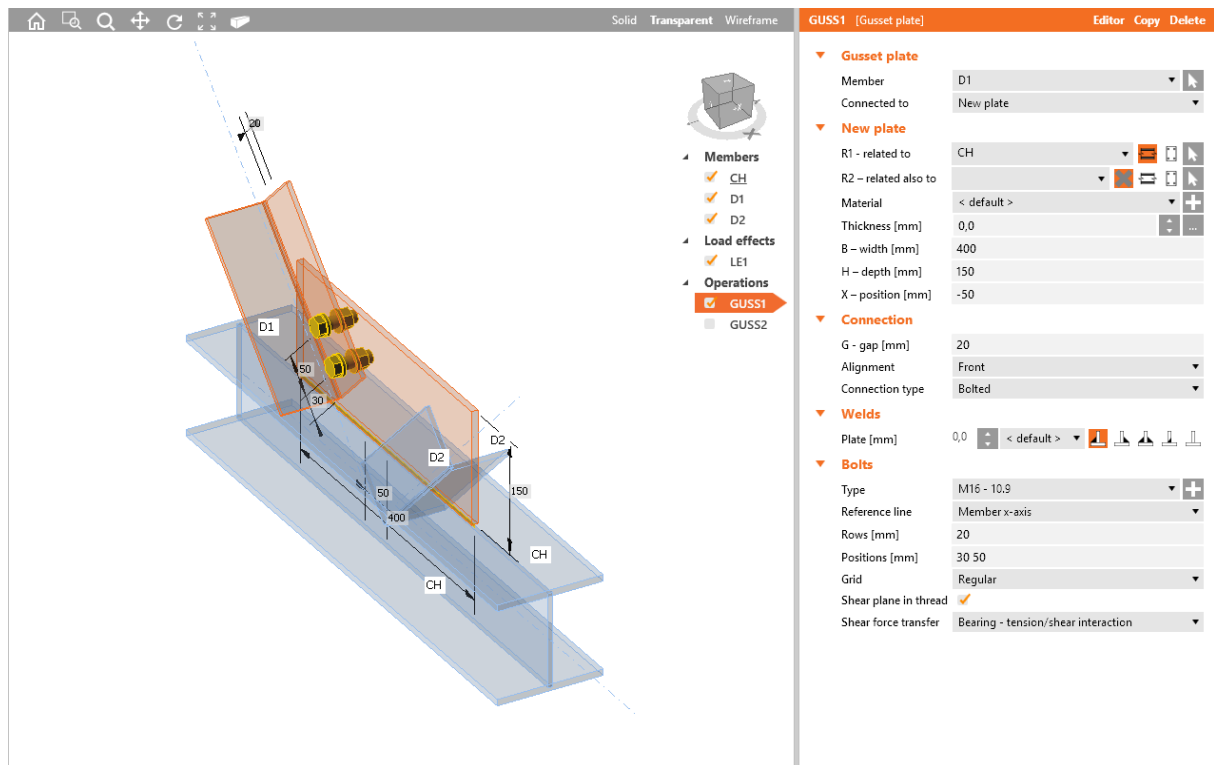 Solid Transparent Wireframe
GUSS1 [Gusset plate] Editor Copy Delete
Members
CH
D1
D2
Load effects
LE1
Operations
GUSS1
GUSS2
20
D1
50
30
D2
D2
50
150
400
CH
CH
Gusset plate
Member D1
Connected to New plate
New plate
R1 - related to CH
R2 – related also to
Material < default >
Thickness [mm] 0,0 ...
B – width [mm] 400
H – depth [mm] 150
X – position [mm] -50
Connection
G - gap [mm] 20
Alignment Front
Connection type Bolted
Welds
Plate [mm] 0,0 < default >
Bolts
Type M16 - 10.9
Reference line Member x-axis
Rows [mm] 20
Positions [mm] 30 50
Grid Regular
Shear plane in thread
Shear force transfer Bearing - tension/shear interaction